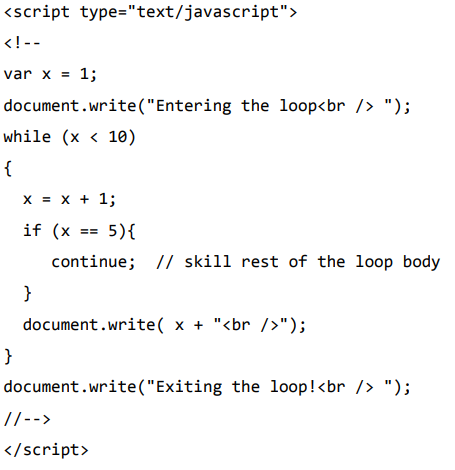 <script type="text/javascript">
<!--
var x = 1;
document.write("Entering the loop<br /> ");
while (x < 10)
{
  x = x + 1;
  if (x == 5){
     continue;  // skill rest of the loop body
  }
  document.write( x + "<br />");
}
document.write("Exiting the loop!<br /> ");
//-->
</script>